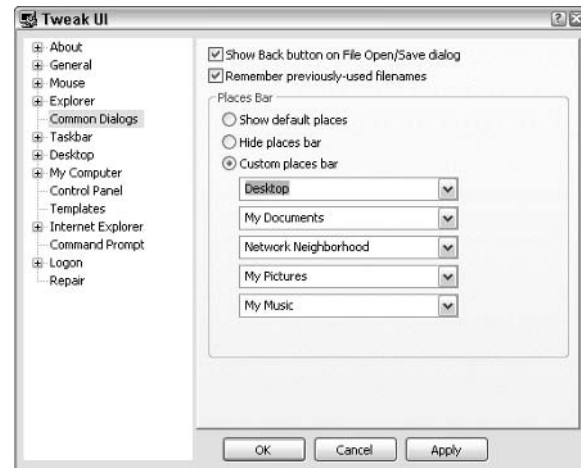 Tweak UI
About
General
Mouse
Explorer
Common Dialogs
Taskbar
Desktop
My Computer
Control Panel
Templates
Internet Explorer
Command Prompt
Logon
Repair
Show Back button on File Open/Save dialog
Remember previously-used filenames
Places Bar
Show default places
Hide places bar
Custom places bar
Desktop
My Documents
Network Neighborhood
My Pictures
My Music
OK
Cancel
Apply